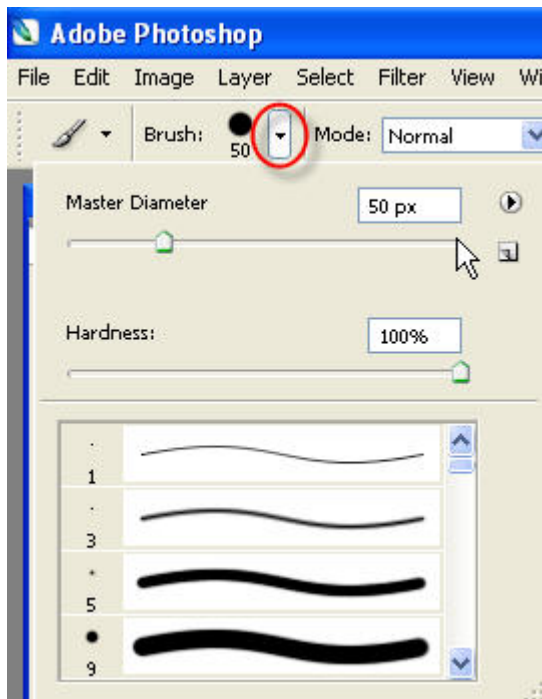 Adobe Photoshop
File Edit Image Layer Select Filter View Wi
Brush: 50 Mode: Normal
Master Diameter 50 px
Hardness: 100%
1
3
5
9